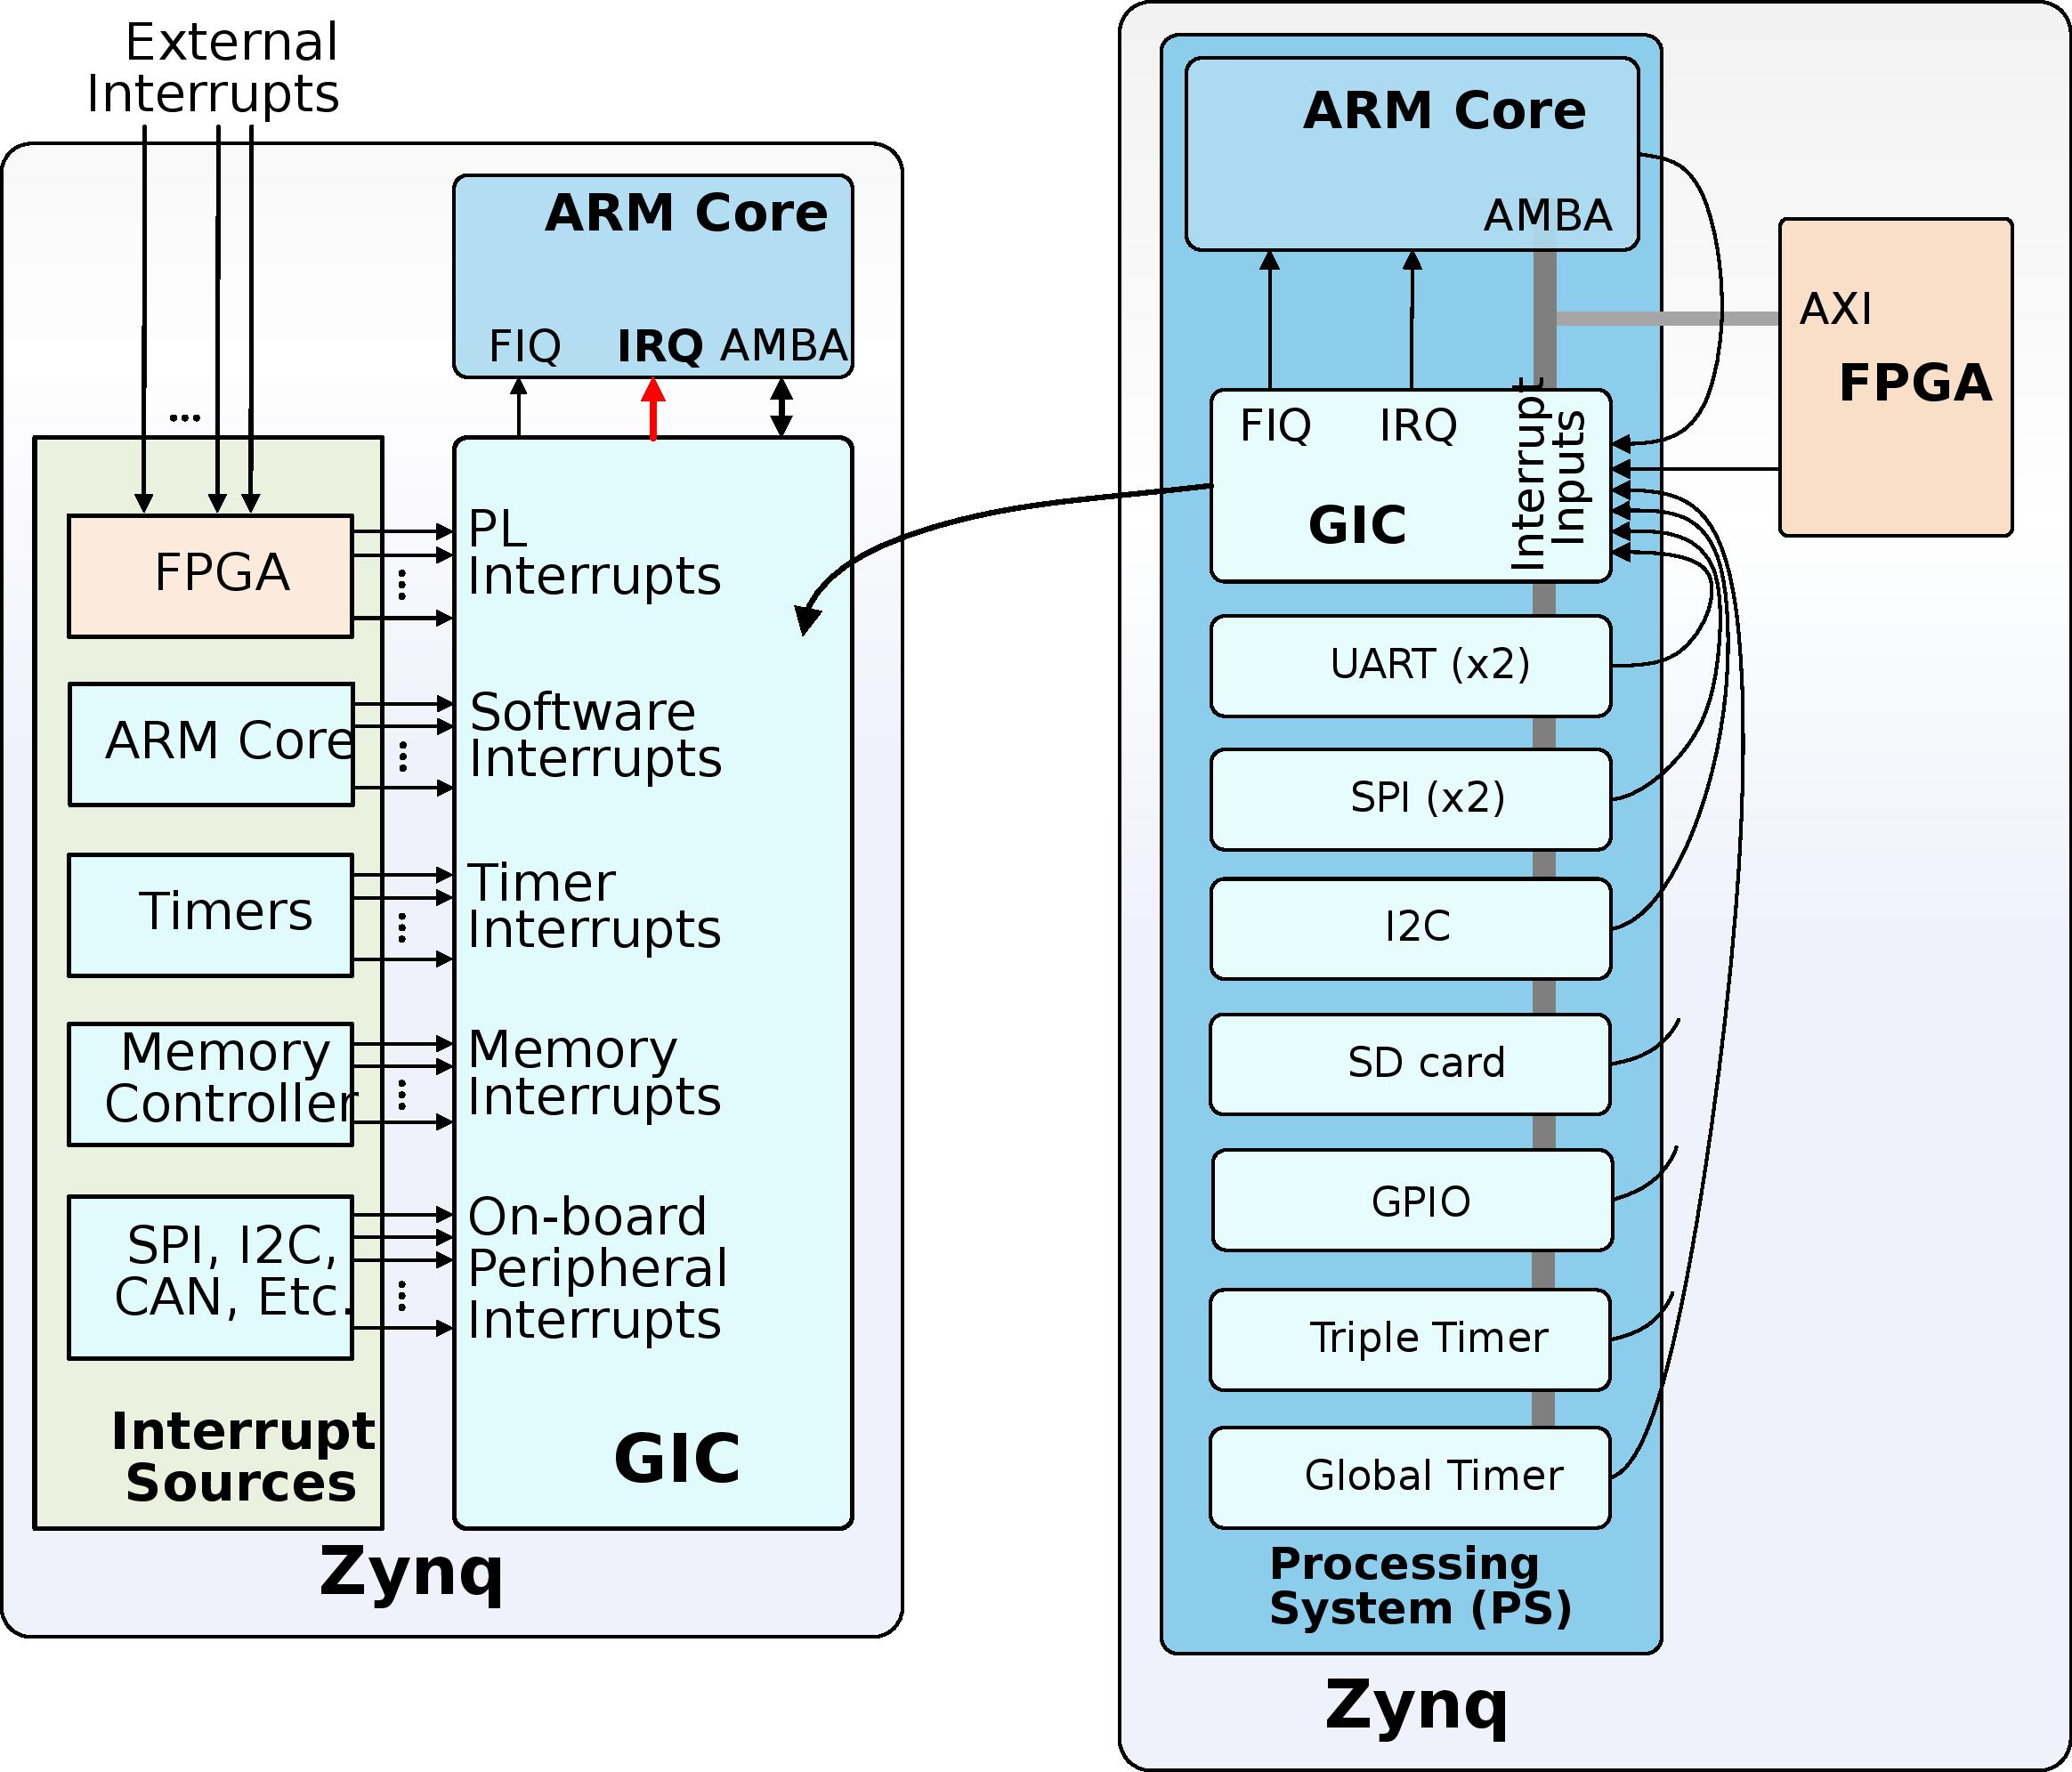 External
Interrupts
...
ARM Core
FIQ IRQ AMBA
FPGA
PL
Interrupts
ARM Core
Software
Interrupts
Timers
Timer
Interrupts
Memory
Controller
Memory
Interrupts
SPI, I2C,
CAN, Etc.
On-board
Peripheral
Interrupts
Interrupt
Sources
GIC
Zynq
ARM Core
AMBA
AXI
FPGA
FIQ IRQ
Interrupt
Inputs
GIC
UART (x2)
SPI (x2)
I2C
SD card
GPIO
Triple Timer
Global Timer
Processing
System (PS)
Zynq